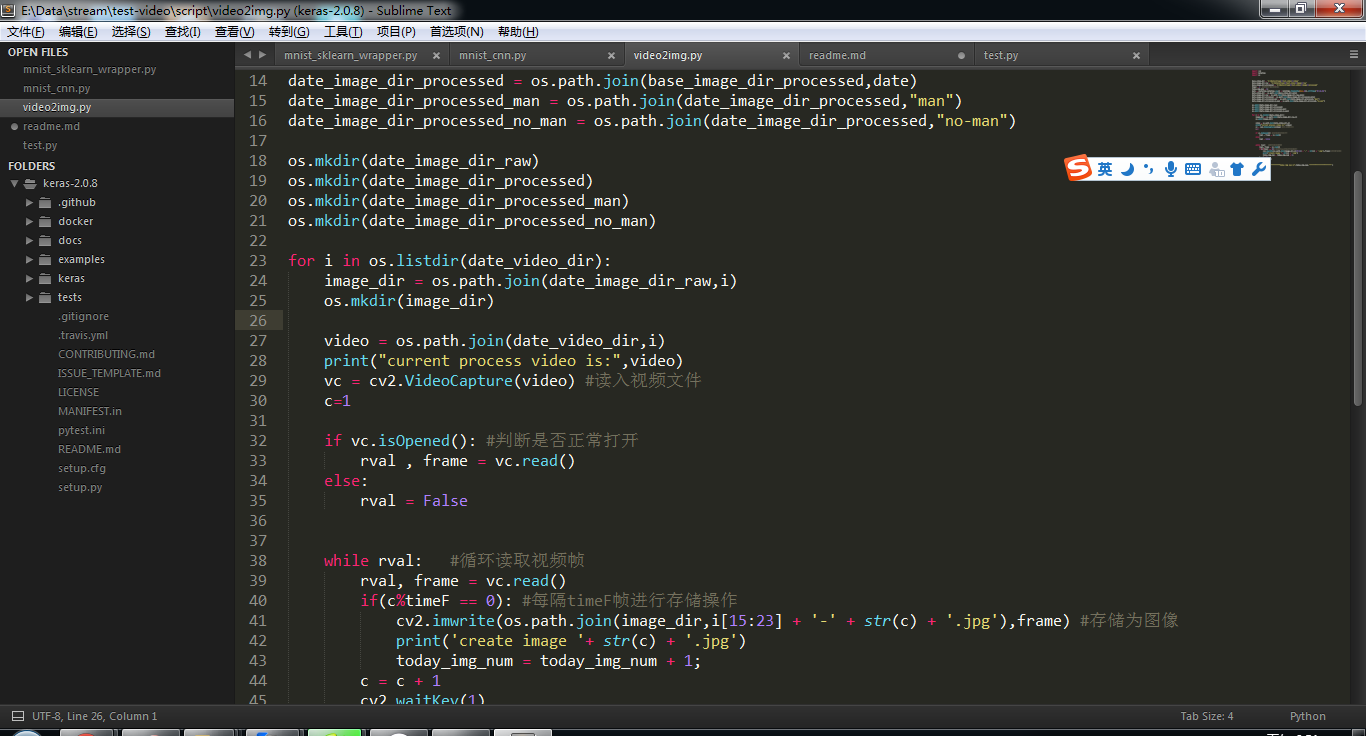 E:\Data\stream\test-video\script\video2img.py (keras-2.0.8) - Sublime Text
文件(F) 编辑(E) 选择(S) 查找(I) 查看(V) 转到(G) 工具(T) 项目(P) 首选项(N) 帮助(H)
OPEN FILES
mnist_sklearn_wrapper.py
mnist_cnn.py
video2img.py
readme.md
test.py
FOLDERS
keras-2.0.8
.github
docker
docs
examples
keras
tests
.gitignore
.travis.yml
CONTRIBUTING.md
ISSUE_TEMPLATE.md
LICENSE
MANIFEST.in
pytest.ini
README.md
setup.cfg
setup.py
mnist_sklearn_wrapper.py mnist_cnn.py video2img.py readme.md test.py
14 date_image_dir_processed = os.path.join(base_image_dir_processed,date)
15 date_image_dir_processed_man = os.path.join(date_image_dir_processed,"man")
16 date_image_dir_processed_no_man = os.path.join(date_image_dir_processed,"no-man")
17
18 os.mkdir(date_image_dir_raw)
19 os.mkdir(date_image_dir_processed)
20 os.mkdir(date_image_dir_processed_man)
21 os.mkdir(date_image_dir_processed_no_man)
22
23 for i in os.listdir(date_video_dir):
24 image_dir = os.path.join(date_image_dir_raw,i)
25 os.mkdir(image_dir)
26
27 video = os.path.join(date_video_dir,i)
28 print("current process video is:",video)
29 vc = cv2.VideoCapture(video) #读入视频文件
30 c=1
31
32 if vc.isOpened(): #判断是否正常打开
33 rval , frame = vc.read()
34 else:
35 rval = False
36
37
38 while rval: #循环读取视频帧
39 rval, frame = vc.read()
40 if(c%timeF == 0): #每隔timeF帧进行存储操作
41 cv2.imwrite(os.path.join(image_dir,i[15:23] + '-' + str(c) + '.jpg'),frame) #存储为图像
42 print('create image '+ str(c) + '.jpg')
43 today_img_num = today_img_num + 1;
44 c = c + 1
45 cv2.waitKey(1)
S 英
UTF-8, Line 26, Column 1 Tab Size: 4 Python